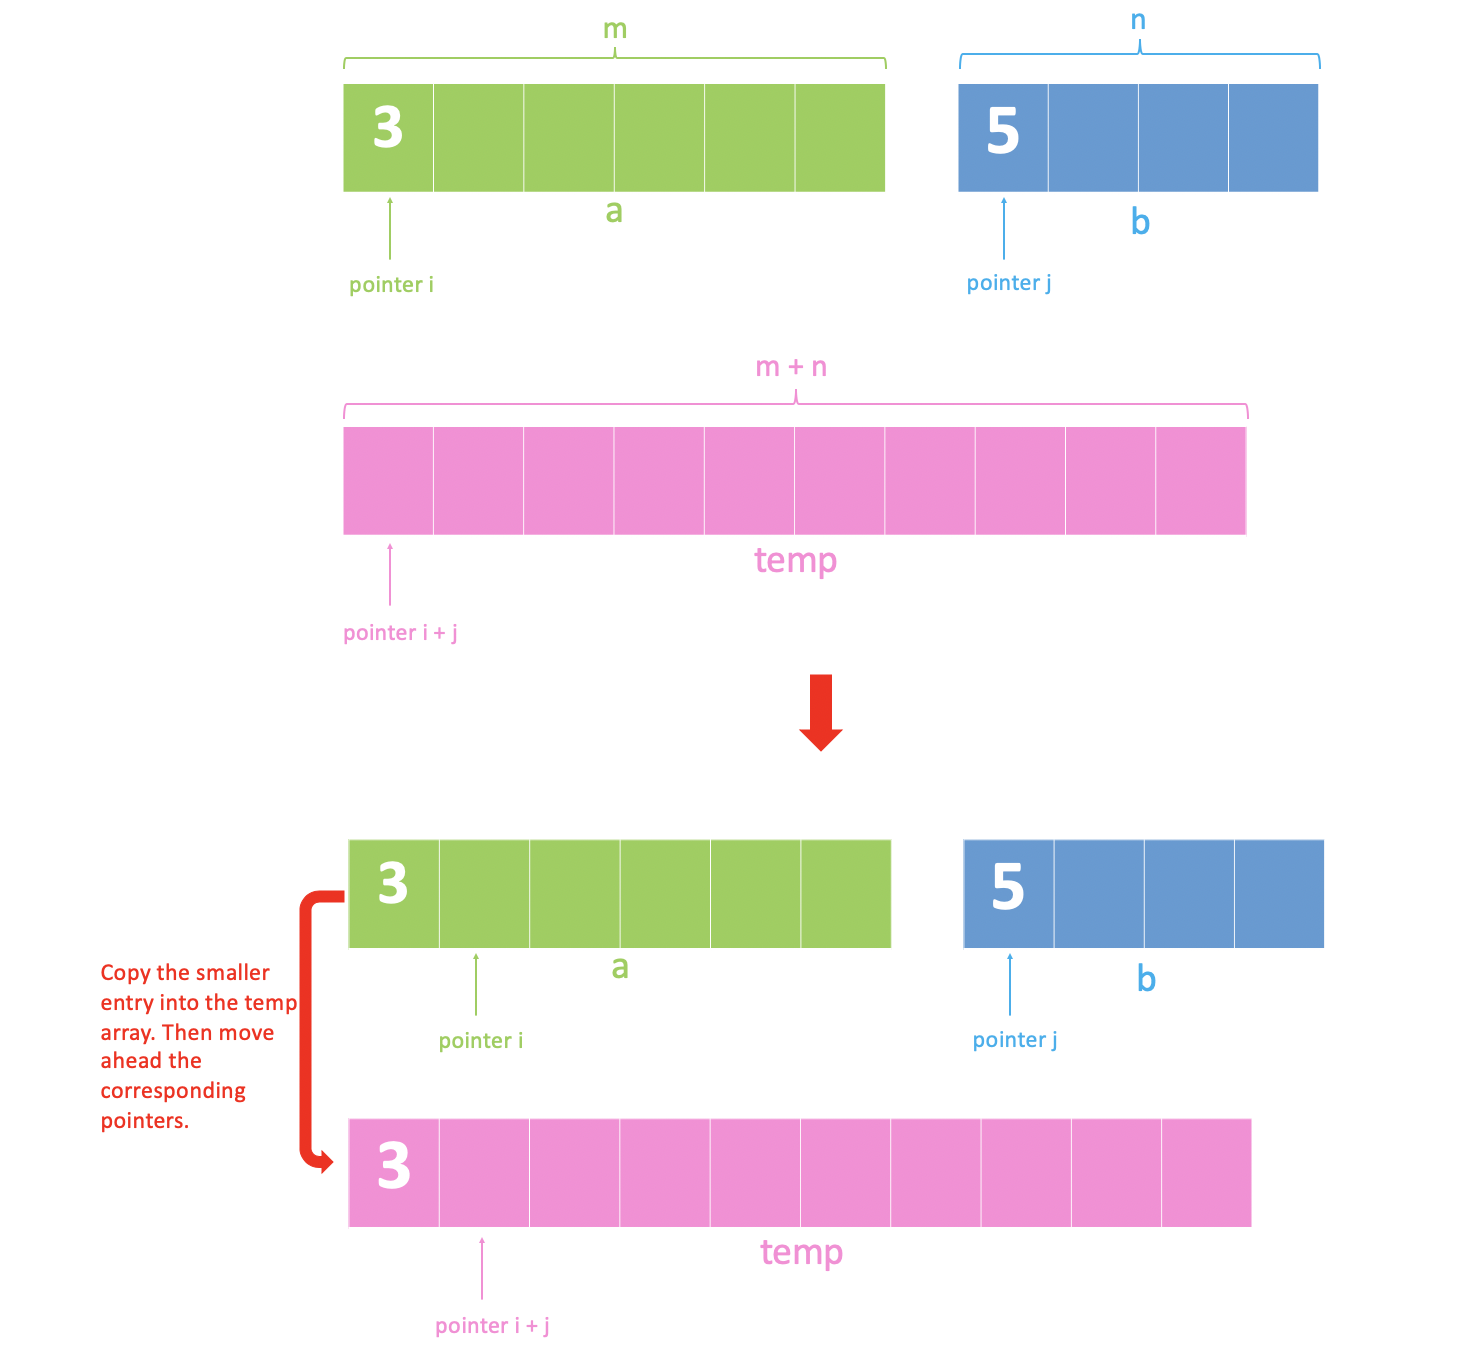 m
n
3
5
a
b
pointer i
pointer j
m + n
temp
pointer i + j
3
5
a
b
Copy the smaller
entry into the temp
array. Then move
ahead the
corresponding
pointers.
pointer i
pointer j
3
temp
pointer i + j